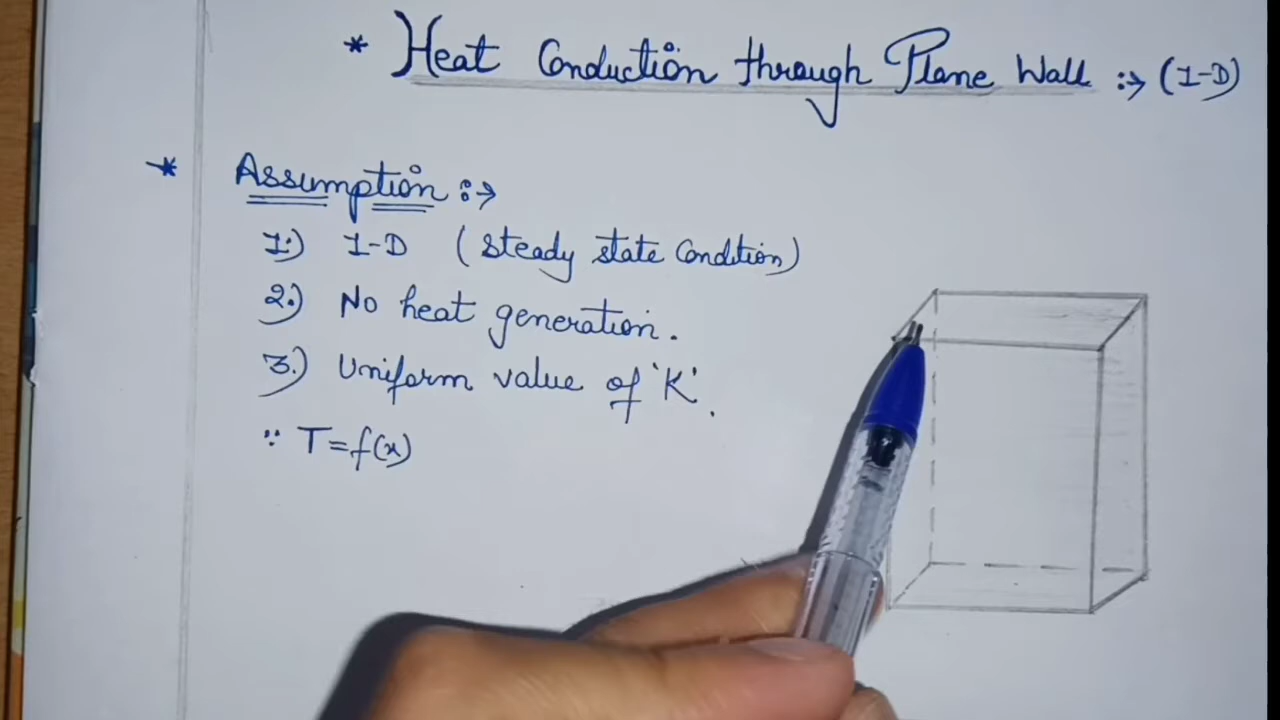 * Heat Conduction through Plane Wall :→ (1-D)
* Assumption :→
1.) 1-D (Steady state Condition)
2.) No heat generation.
3.) Uniform value of 'K'.
∵ T=f(x)